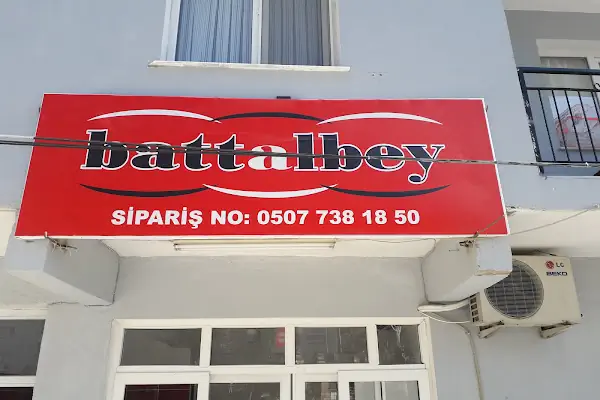 battalbey
SİPARİŞ NO: 0507 738 18 50
LG
BEKO